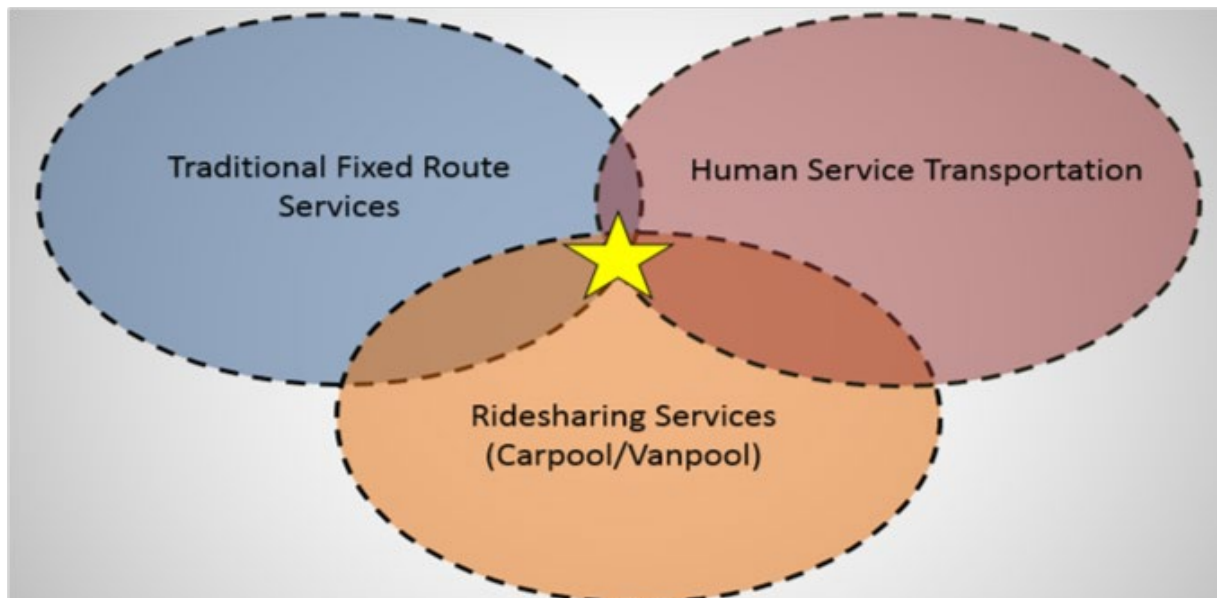 Traditional Fixed Route
Services
Human Service Transportation
Ridesharing Services
(Carpool/Vanpool)